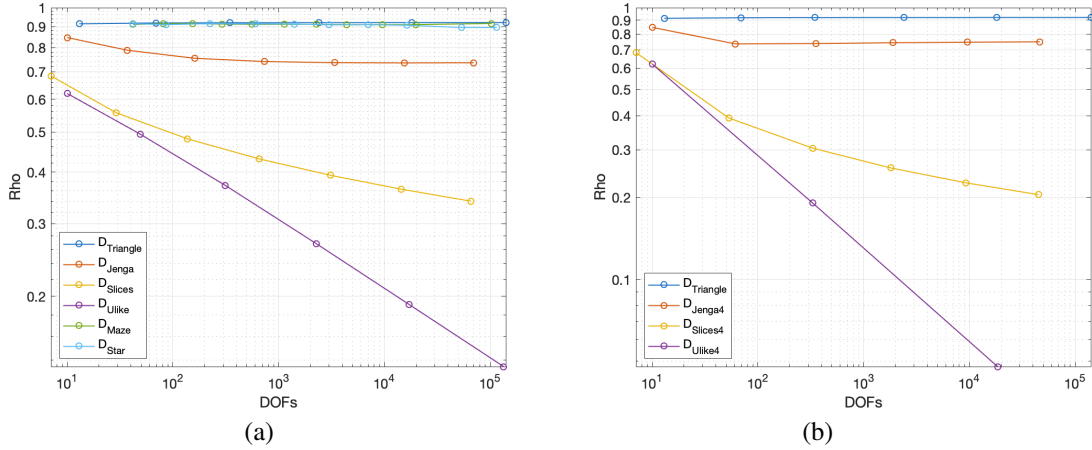 1
0.9
0.8
0.7
0.6
0.5
0.4
0.3
0.2
Rho
D_Triangle
D_Jenga
D_Slices
D_Ulike
D_Maze
D_Star
10^1 10^2 10^3 10^4 10^5
DOFs
(a)
1
0.9
0.8
0.7
0.6
0.5
0.4
0.3
0.2
0.1
Rho
D_Triangle
D_Jenga4
D_Slices4
D_Ulike4
10^1 10^2 10^3 10^4 10^5
DOFs
(b)